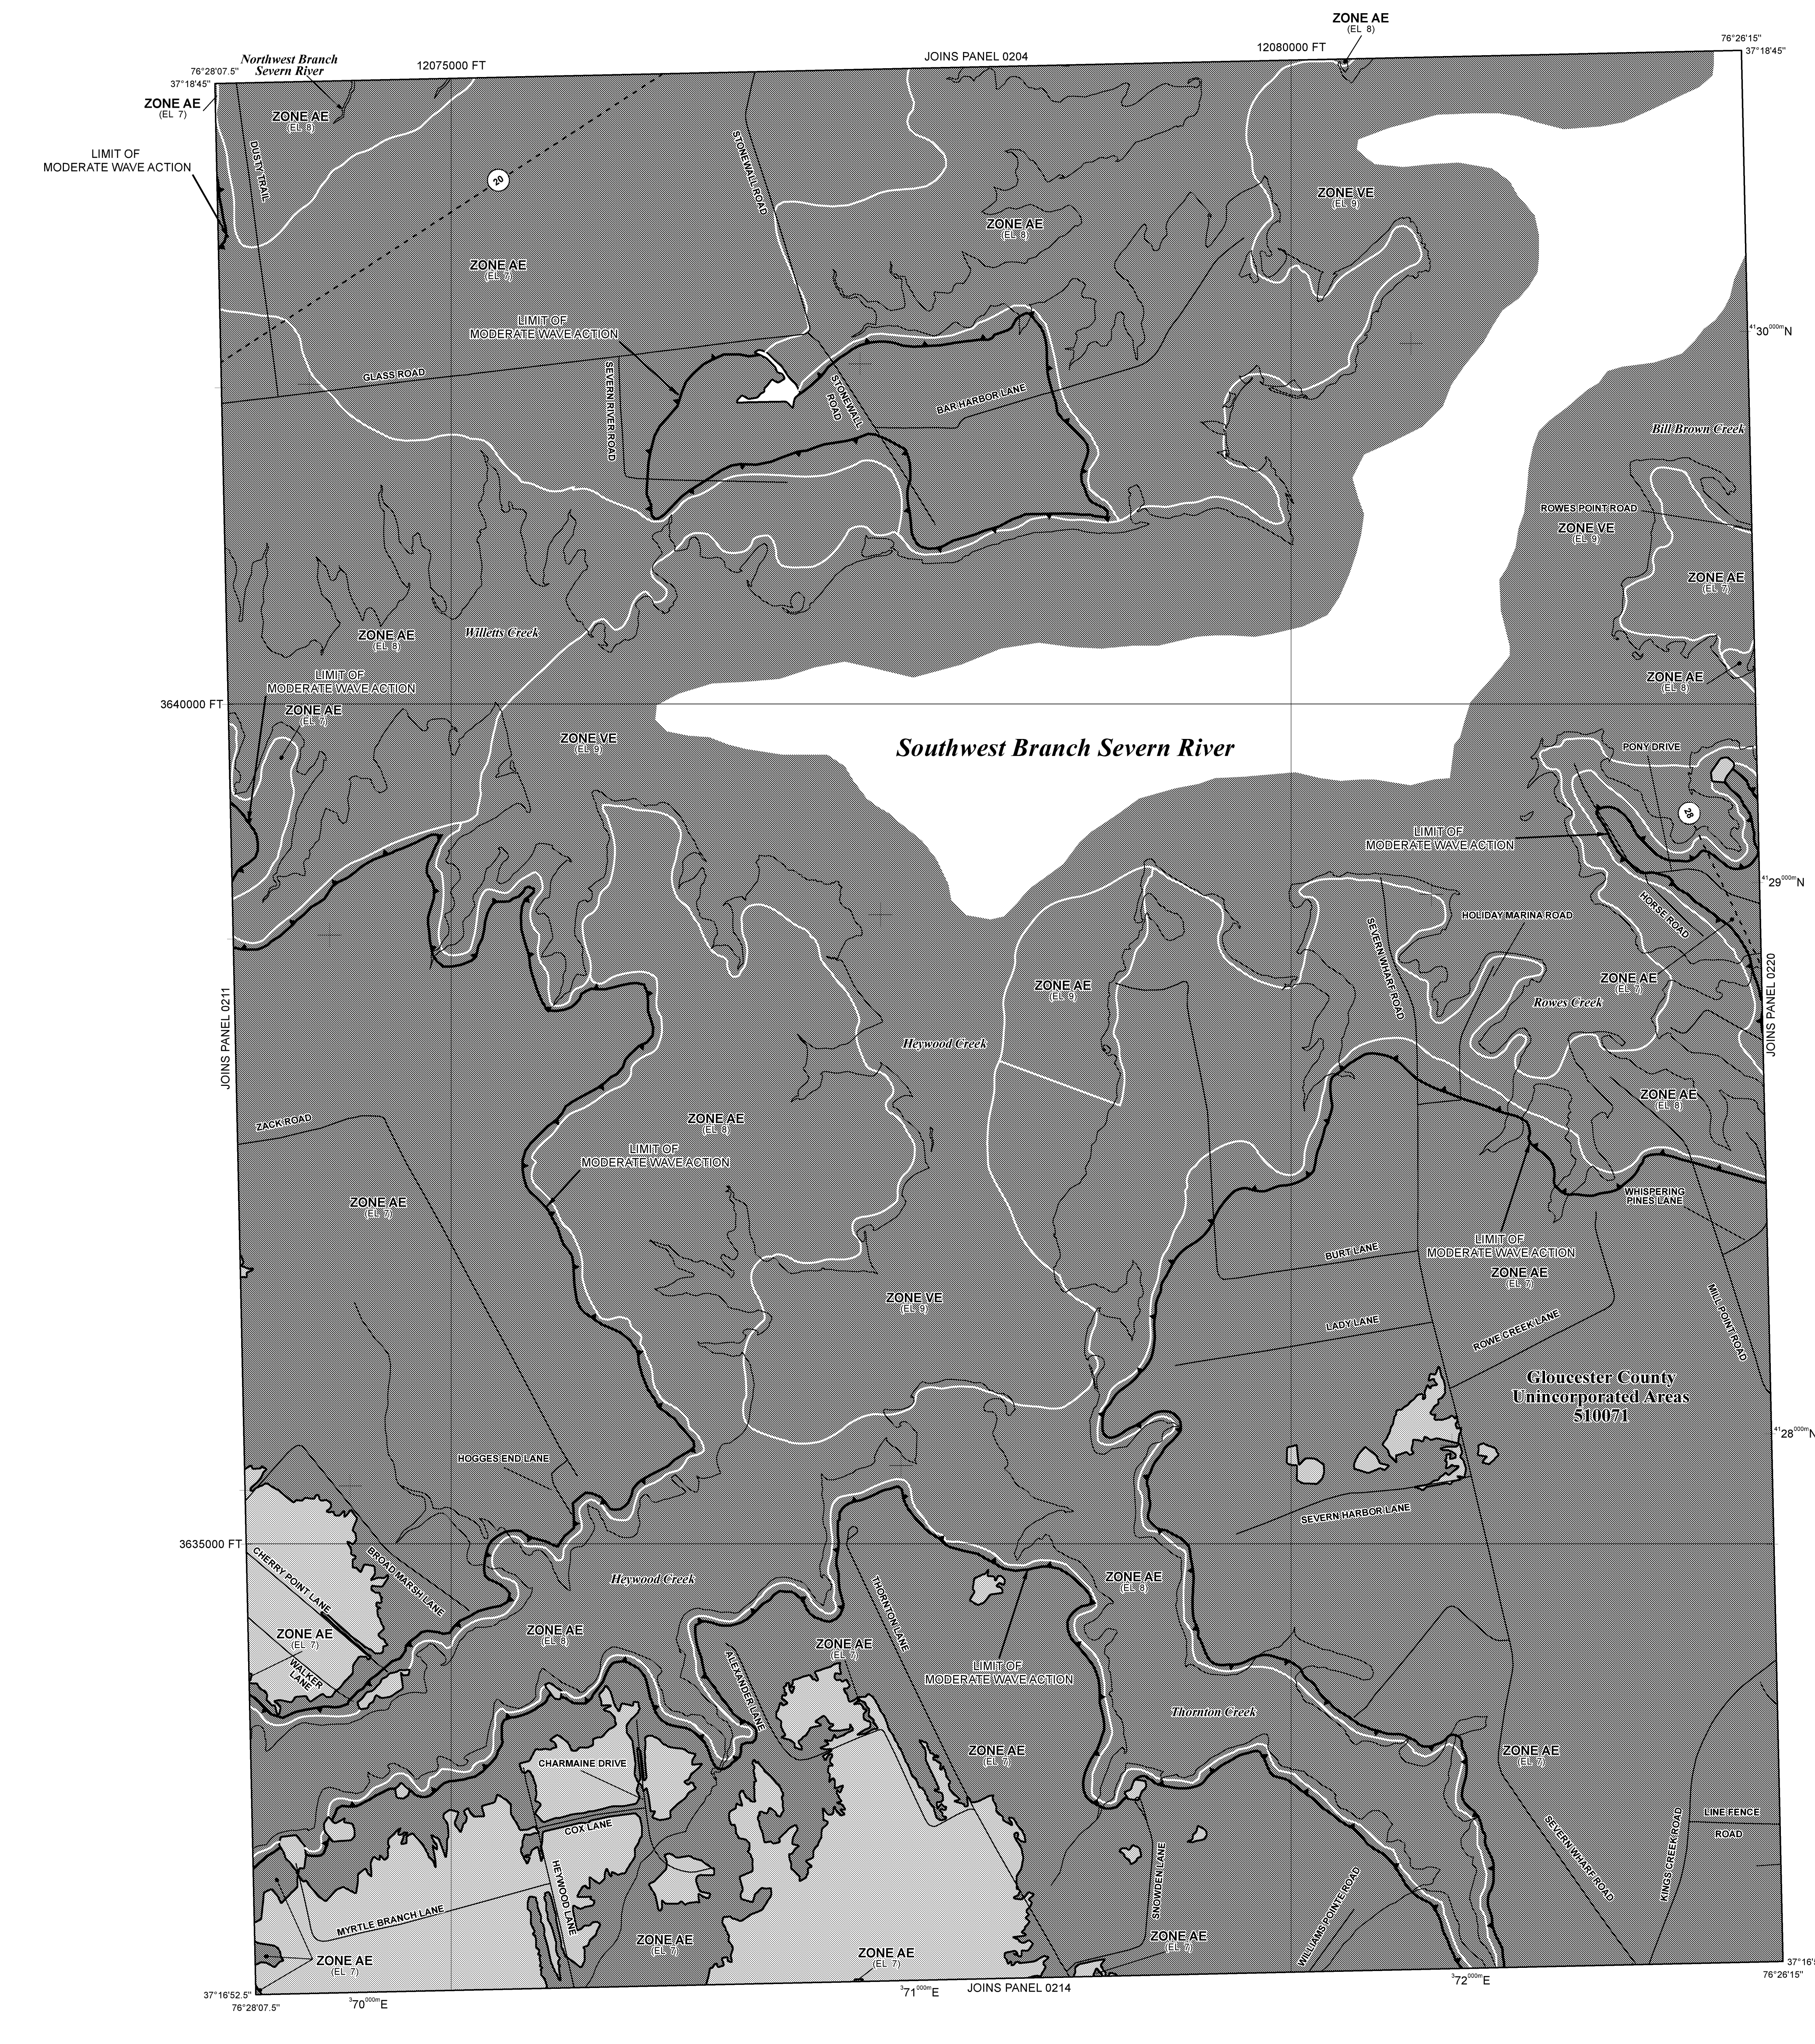 ZONE AE
(EL 8)
76°26'15"
JOINS PANEL 0204
12080000 FT
37°18'45"
Northwest Branch
Severn River
12075000 FT
76°28'07.5"
37°18'45"
ZONE AE
(EL 7)
ZONE AE
(EL 8)
LIMIT OF
MODERATE WAVE ACTION
DUSTY TRAIL
20
STONEWALL ROAD
ZONE VE
(EL 9)
ZONE AE
(EL 8)
ZONE AE
(EL 7)
LIMIT OF
MODERATE WAVE ACTION
4130000mN
GLASS ROAD
SEVERN RIVER ROAD
STONEWALL
ROAD
BAR HARBOR LANE
Bill Brown Creek
ROWES POINT ROAD
ZONE VE
(EL 9)
ZONE AE
(EL 7)
Willetts Creek
ZONE AE
(EL 8)
LIMIT OF
MODERATE WAVE ACTION
ZONE AE
(EL 8)
3640000 FT
ZONE AE
(EL 7)
ZONE VE
(EL 9)
Southwest Branch Severn River
PONY DRIVE
28
LIMIT OF
MODERATE WAVE ACTION
4129000mN
HOLIDAY MARINA ROAD
HORSE ROAD
SEVERN WHARF ROAD
ZONE AE
(EL 9)
ZONE AE
(EL 7)
Rowes Creek
JOINS PANEL 0211
JOINS PANEL 0220
Heywood Creek
ZONE AE
(EL 8)
ZACK ROAD
ZONE AE
(EL 8)
LIMIT OF
MODERATE WAVE ACTION
ZONE AE
(EL 7)
WHISPERING
PINES LANE
BURT LANE
LIMIT OF
MODERATE WAVE ACTION
ZONE AE
(EL 7)
ZONE VE
(EL 9)
MILL POINT ROAD
LADY LANE
ROWE CREEK LANE
Gloucester County
Unincorporated Areas
510071
4128000mN
HOGGES END LANE
SEVERN HARBOR LANE
3635000 FT
CHERRY POINT LANE
BROAD MARSH LANE
Heywood Creek
THORNTON LANE
ZONE AE
(EL 8)
ZONE AE
(EL 7)
WALKER
LANE
ZONE AE
(EL 8)
ZONE AE
(EL 7)
ALEXANDER LANE
LIMIT OF
MODERATE WAVE ACTION
Thornton Creek
CHARMAINE DRIVE
ZONE AE
(EL 7)
ZONE AE
(EL 7)
COX LANE
LINE FENCE
ROAD
KINGS CREEK ROAD
SEVERN WHARF ROAD
HEYWOOD LANE
SNOWDEN LANE
WILLIAMS POINTE ROAD
MYRTLE BRANCH LANE
ZONE AE
(EL 7)
ZONE AE
(EL 7)
ZONE AE
(EL 7)
ZONE AE
(EL 7)
37°16'5
76°26'15"
37°16'52.5"
76°28'07.5"
370000mE
371000mE
JOINS PANEL 0214
372000mE